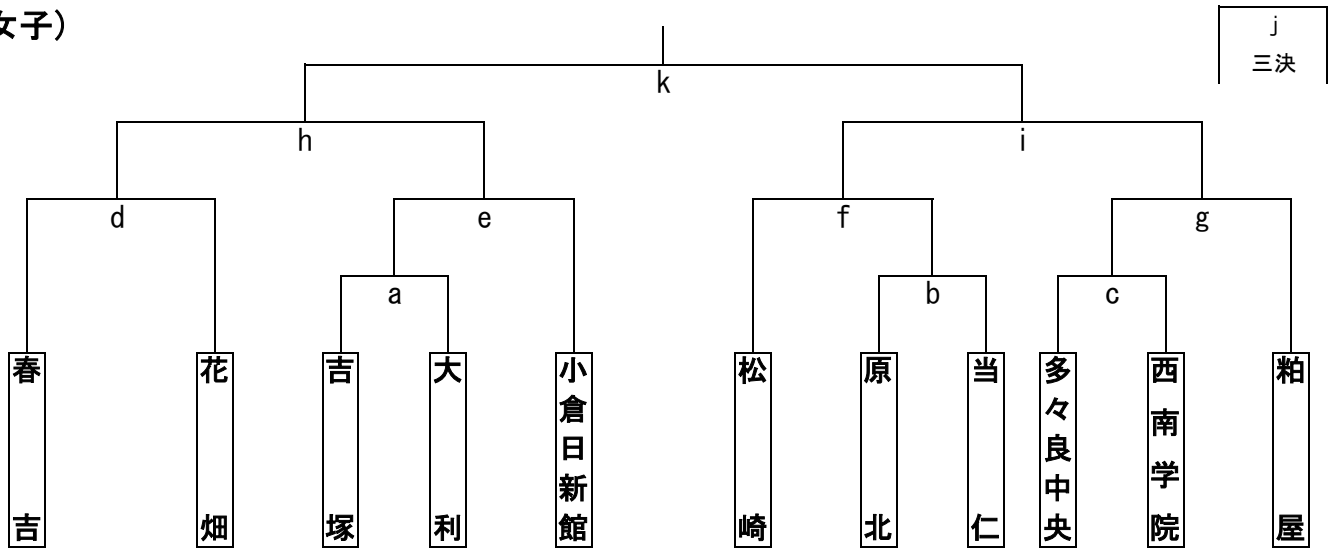 女子）
j
三決
k
h
i
d
e
f
g
a
b
c
春吉
花畑
吉塚
大利
小倉日新館
松崎
原北
当仁
多々良中央
西南学院
粕屋